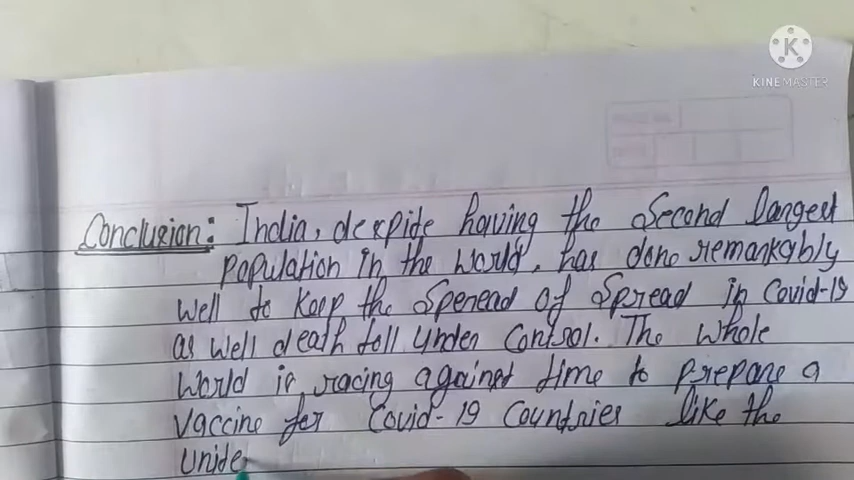 KINEMASTER
Conclusion: India, despite having the Second largest
population in the world, has done remarkably
well to keep the Speread of Spread in Covid-19
as well death toll under control. The whole
world is racing against time to prepare a
vaccine for Covid-19 Countries like the
Unite